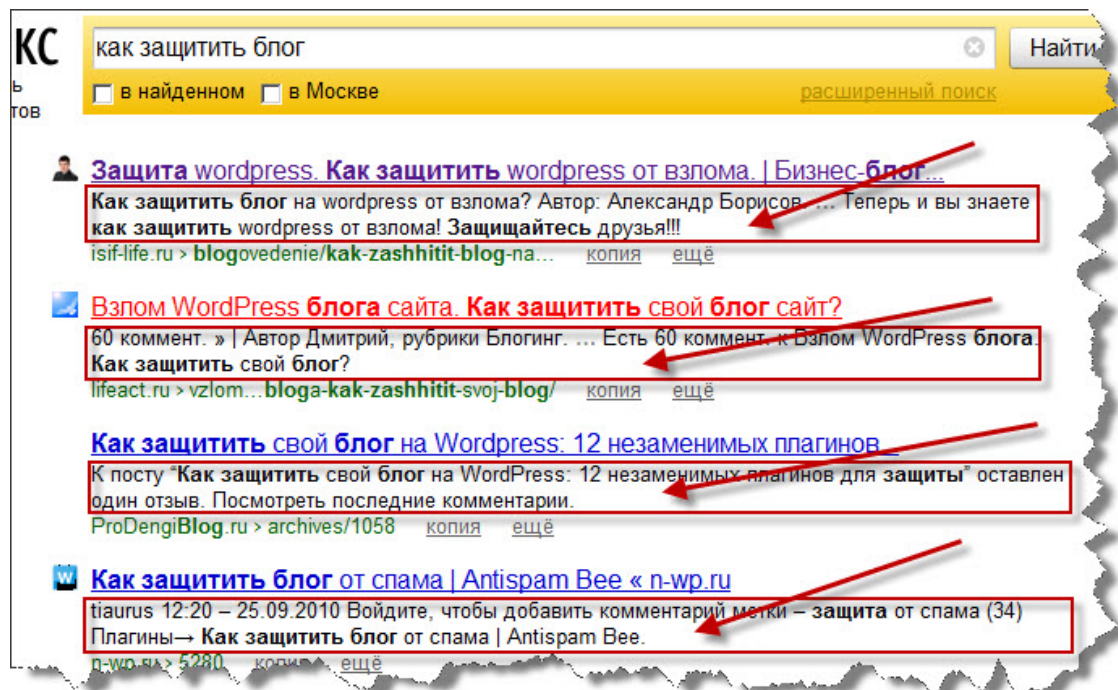 КС
как защитить блог
Найти
ь
тов
в найденном в Москве
расширенный поиск
Защита wordpress. Как защитить wordpress от взлома. | Бизнес-блог...
Как защитить блог на wordpress от взлома? Автор: Александр Борисов. ... Теперь и вы знаете
как защитить wordpress от взлома! Защищайтесь друзья!!!
isif-life.ru › blogovedenie/kak-zashhitit-blog-na... копия ещё
Взлом WordPress блога сайта. Как защитить свой блог сайт?
60 коммент. » | Автор Дмитрий, рубрики Блогинг. ... Есть 60 коммент. к Взлом WordPress блога.
Как защитить свой блог?
lifeact.ru › vzlom...bloga-kak-zashhitit-svoj-blog/ копия ещё
Как защитить свой блог на Wordpress: 12 незаменимых плагинов...
К посту “Как защитить свой блог на WordPress: 12 незаменимых плагинов для защиты” оставлен
один отзыв. Посмотреть последние комментарии.
ProDengiBlog.ru › archives/1058 копия ещё
W
Как защитить блог от спама | Antispam Bee « n-wp.ru
tiaurus 12:20 – 25.09.2010 Войдите, чтобы добавить комментарий метки – защита от спама (34)
Плагины→ Как защитить блог от спама | Antispam Bee.
n-wp.ru › 5280 копия ещё